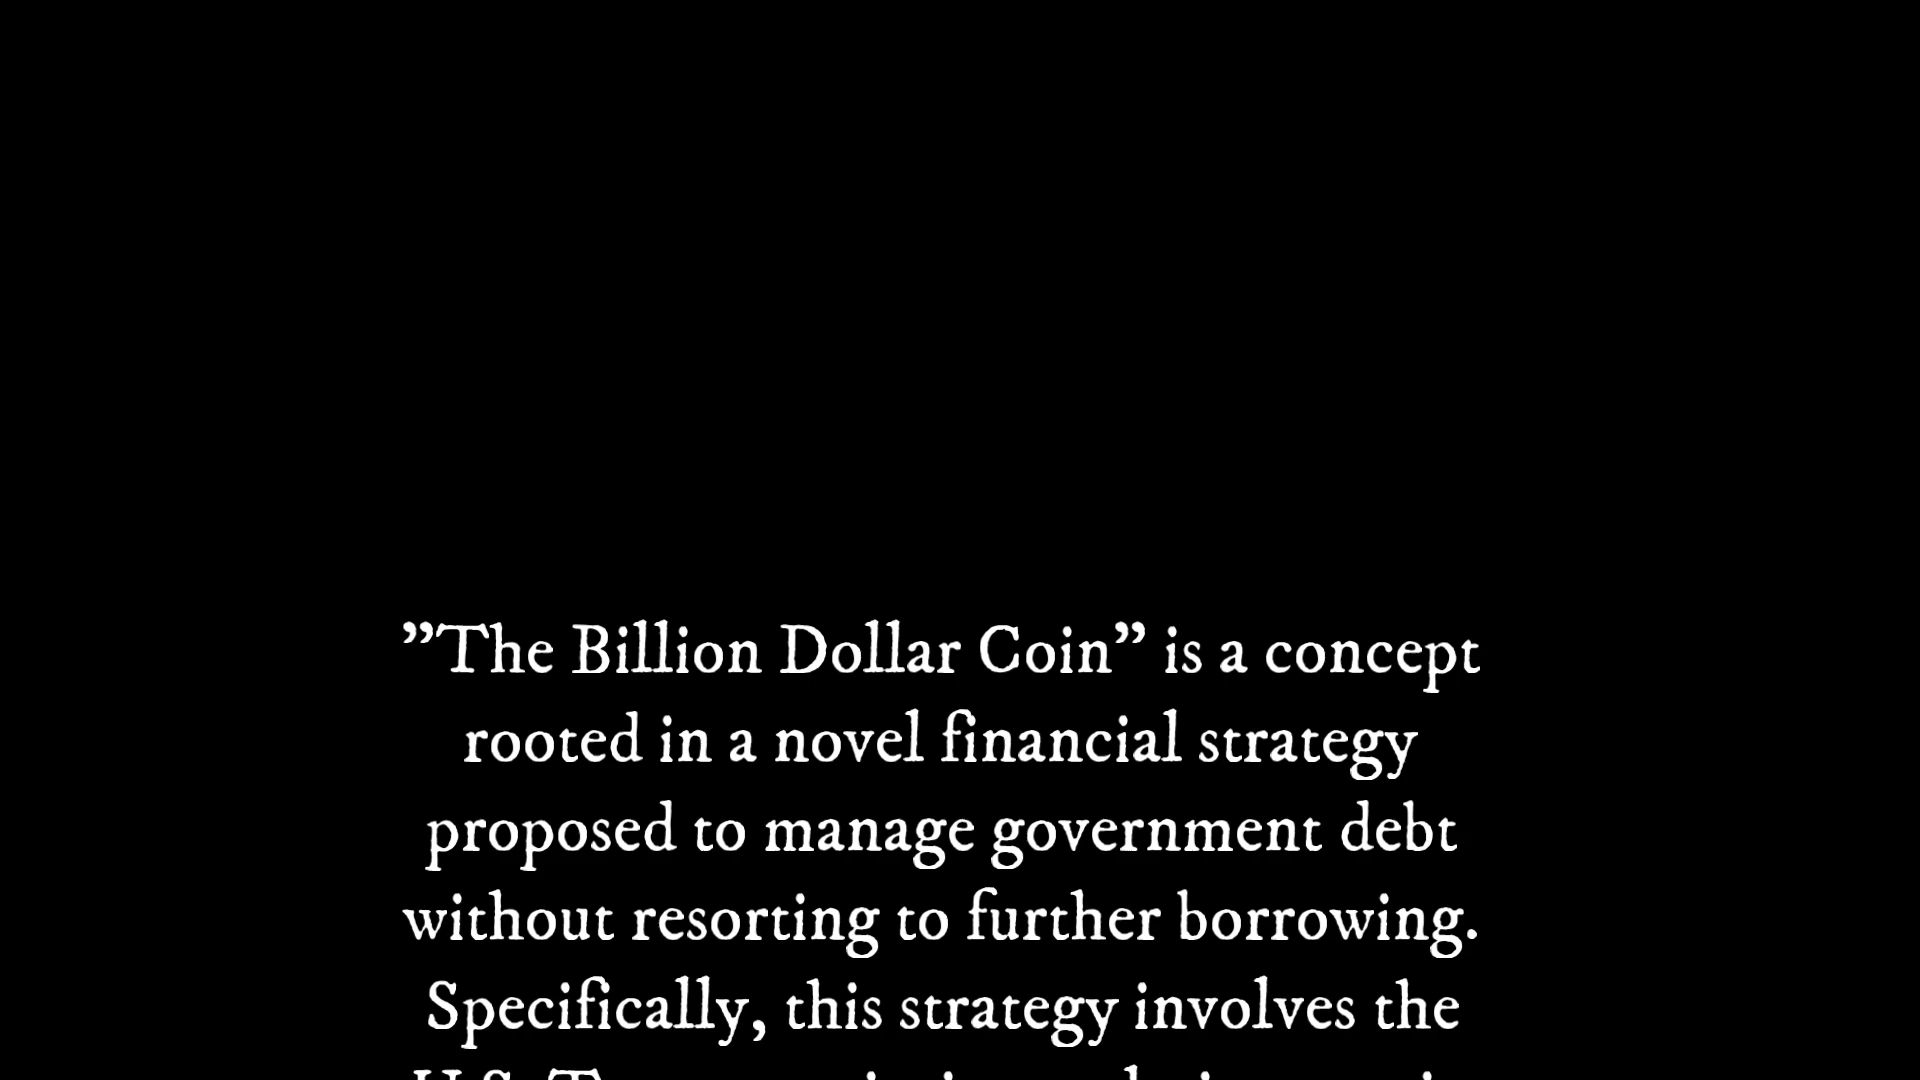 ”The Billion Dollar Coin” is a concept
rooted in a novel financial strategy
proposed to manage government debt
without resorting to further borrowing.
Specifically, this strategy involves the